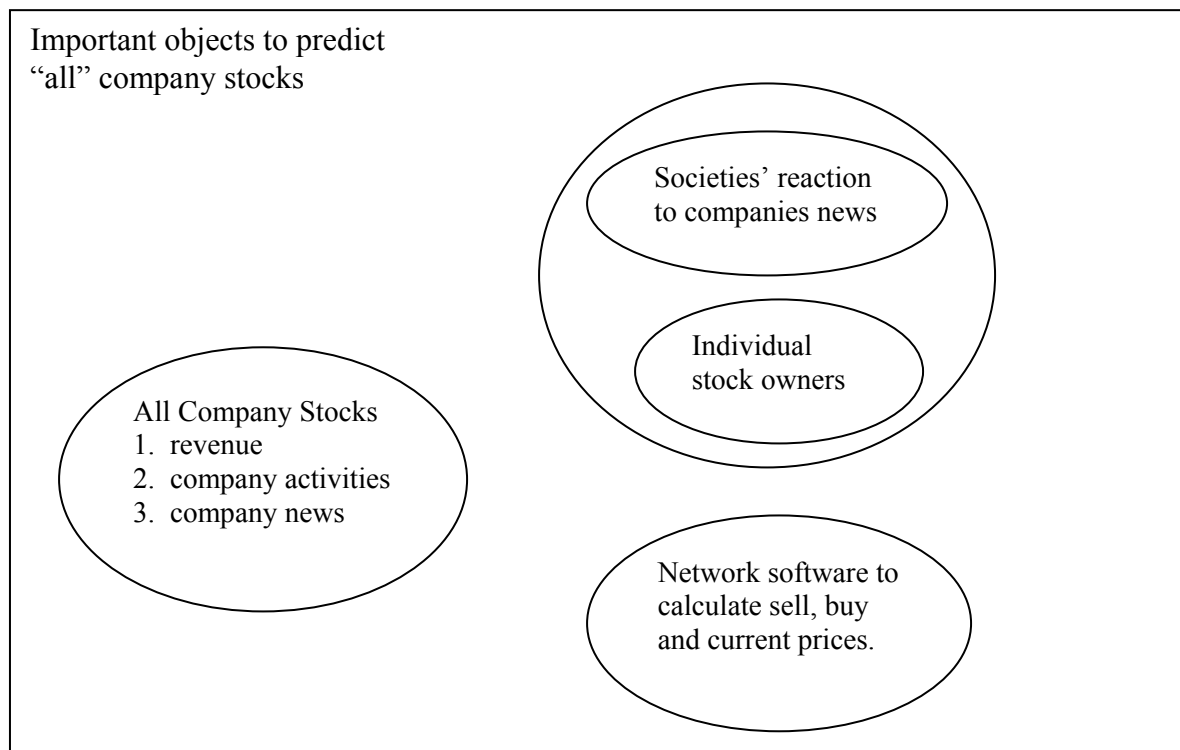 Important objects to predict
“all” company stocks
Societies’ reaction
to companies news
Individual
stock owners
All Company Stocks
1. revenue
2. company activities
3. company news
Network software to
calculate sell, buy
and current prices.